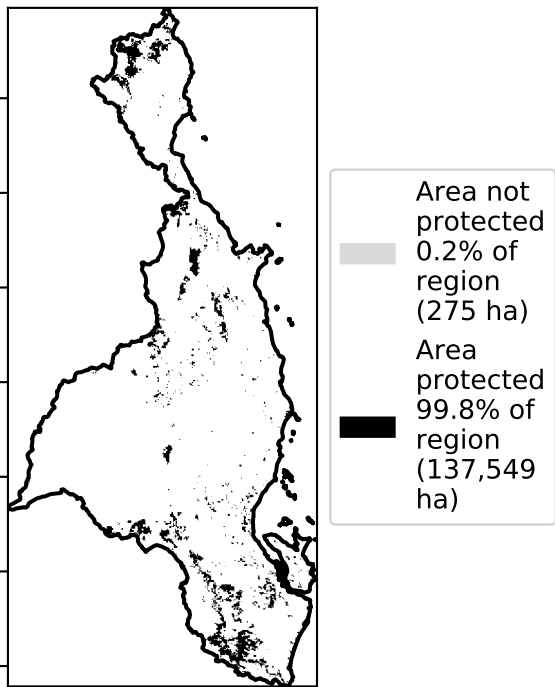 Area not
protected
0.2% of
region
(275 ha)
Area
protected
99.8% of
region
(137,549
ha)